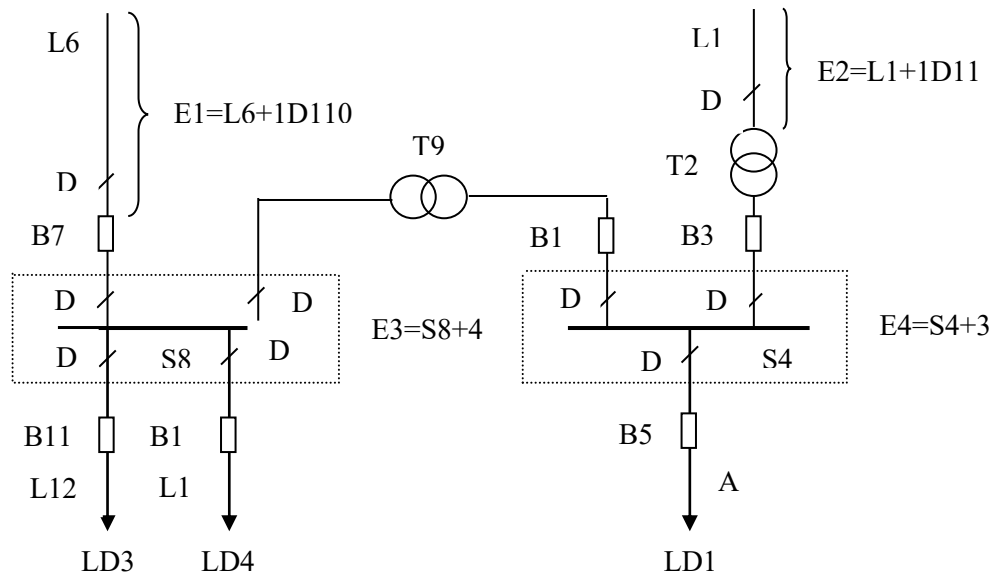 L6
L1
E2=L1+1D11
E1=L6+1D110
D
T9
T2
D
B7
B1
B3
D
D
D
D
E3=S8+4
E4=S4+3
D
S8
D
D
S4
B11
B1
B5
L12
L1
A
LD3
LD4
LD1